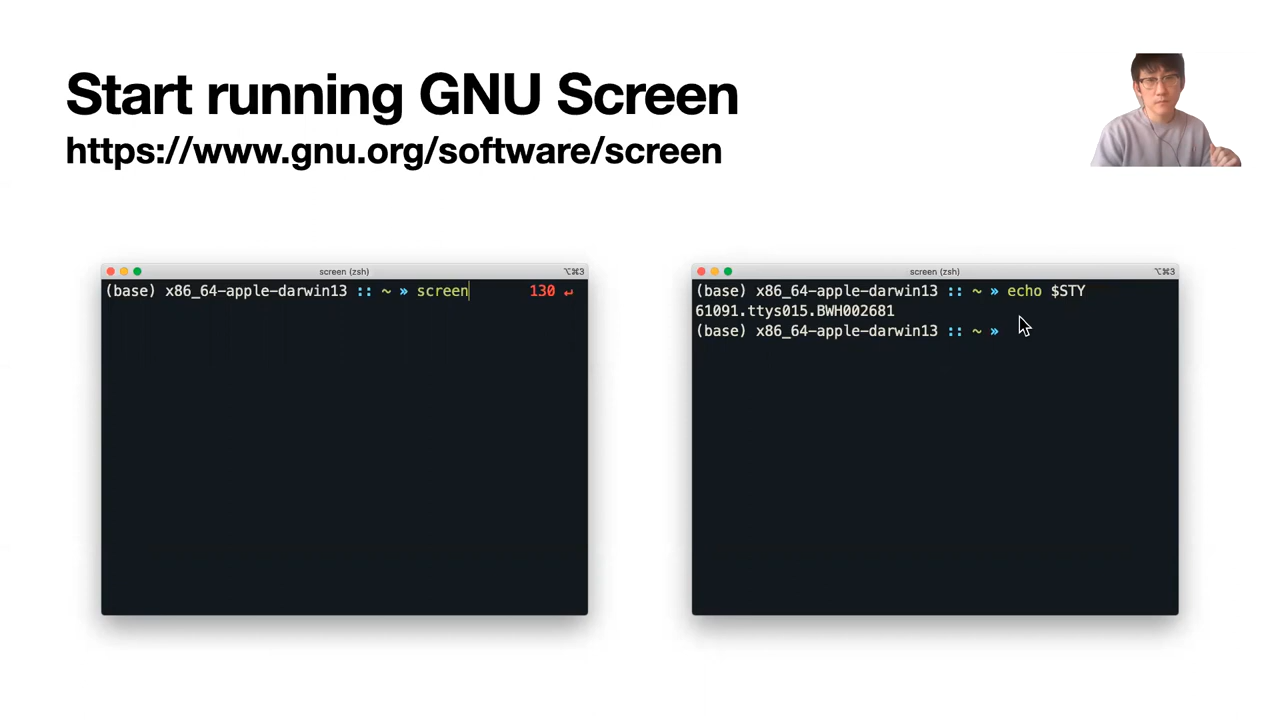 Start running GNU Screen
https://www.gnu.org/software/screen
screen (zsh) ⌥⌘3
(base) x86_64-apple-darwin13 :: ~ » screen 130 ↵
screen (zsh) ⌥⌘3
(base) x86_64-apple-darwin13 :: ~ » echo $STY
61091.ttys015.BWH002681
(base) x86_64-apple-darwin13 :: ~ »